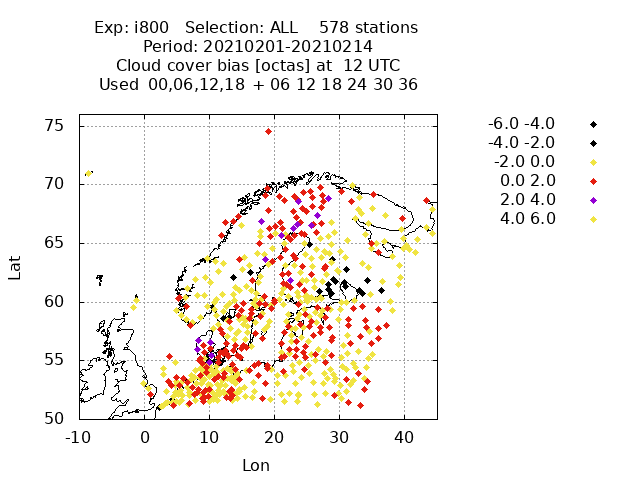 Exp: i800   Selection: ALL    578 stations
Period: 20210201-20210214
Cloud cover bias [octas] at  12 UTC
Used  00,06,12,18  + 06 12 18 24 30 36
-6.0 -4.0
-4.0 -2.0
-2.0 0.0
0.0 2.0
2.0 4.0
4.0 6.0
75
70
65
60
55
50
Lat
-10 0 10 20 30 40
Lon